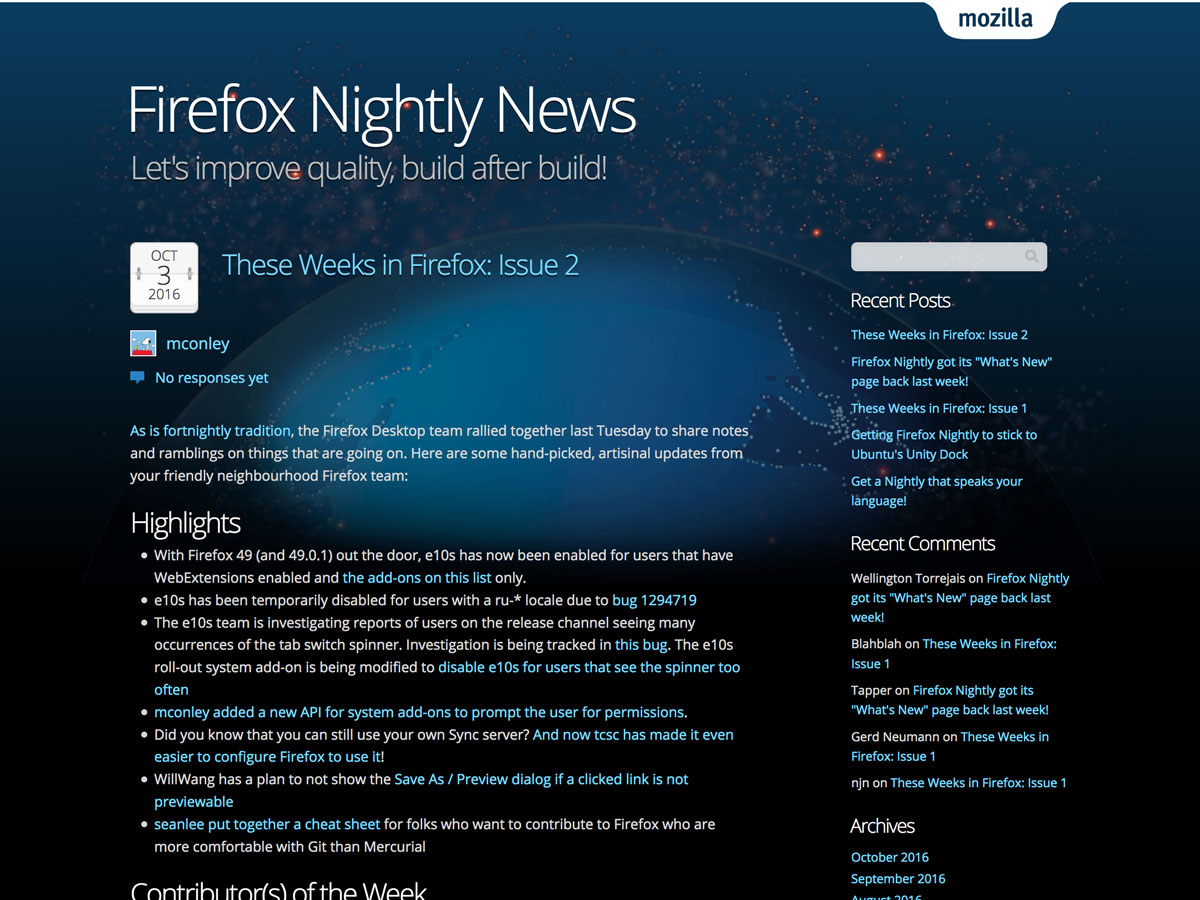 mozilla
Firefox Nightly News
Let's improve quality, build after build!
OCT
3
2016
These Weeks in Firefox: Issue 2
mconley
No responses yet
As is fortnightly tradition, the Firefox Desktop team rallied together last Tuesday to share notes
and ramblings on things that are going on. Here are some hand-picked, artisinal updates from
your friendly neighbourhood Firefox team:
Highlights
With Firefox 49 (and 49.0.1) out the door, e10s has now been enabled for users that have
WebExtensions enabled and the add-ons on this list only.
e10s has been temporarily disabled for users with a ru-* locale due to bug 1294719
The e10s team is investigating reports of users on the release channel seeing many
occurrences of the tab switch spinner. Investigation is being tracked in this bug. The e10s
roll-out system add-on is being modified to disable e10s for users that see the spinner too
often
mconley added a new API for system add-ons to prompt the user for permissions.
Did you know that you can still use your own Sync server? And now tcsc has made it even
easier to configure Firefox to use it!
WillWang has a plan to not show the Save As / Preview dialog if a clicked link is not
previewable
seanlee put together a cheat sheet for folks who want to contribute to Firefox who are
more comfortable with Git than Mercurial
Contributor(s) of the Week
Recent Posts
These Weeks in Firefox: Issue 2
Firefox Nightly got its "What's New"
page back last week!
These Weeks in Firefox: Issue 1
Getting Firefox Nightly to stick to
Ubuntu's Unity Dock
Get a Nightly that speaks your
language!
Recent Comments
Wellington Torrejais on Firefox Nightly
got its "What's New" page back last
week!
Blahblah on These Weeks in Firefox:
Issue 1
Tapper on Firefox Nightly got its
"What's New" page back last week!
Gerd Neumann on These Weeks in
Firefox: Issue 1
njn on These Weeks in Firefox: Issue 1
Archives
October 2016
September 2016
August 2016